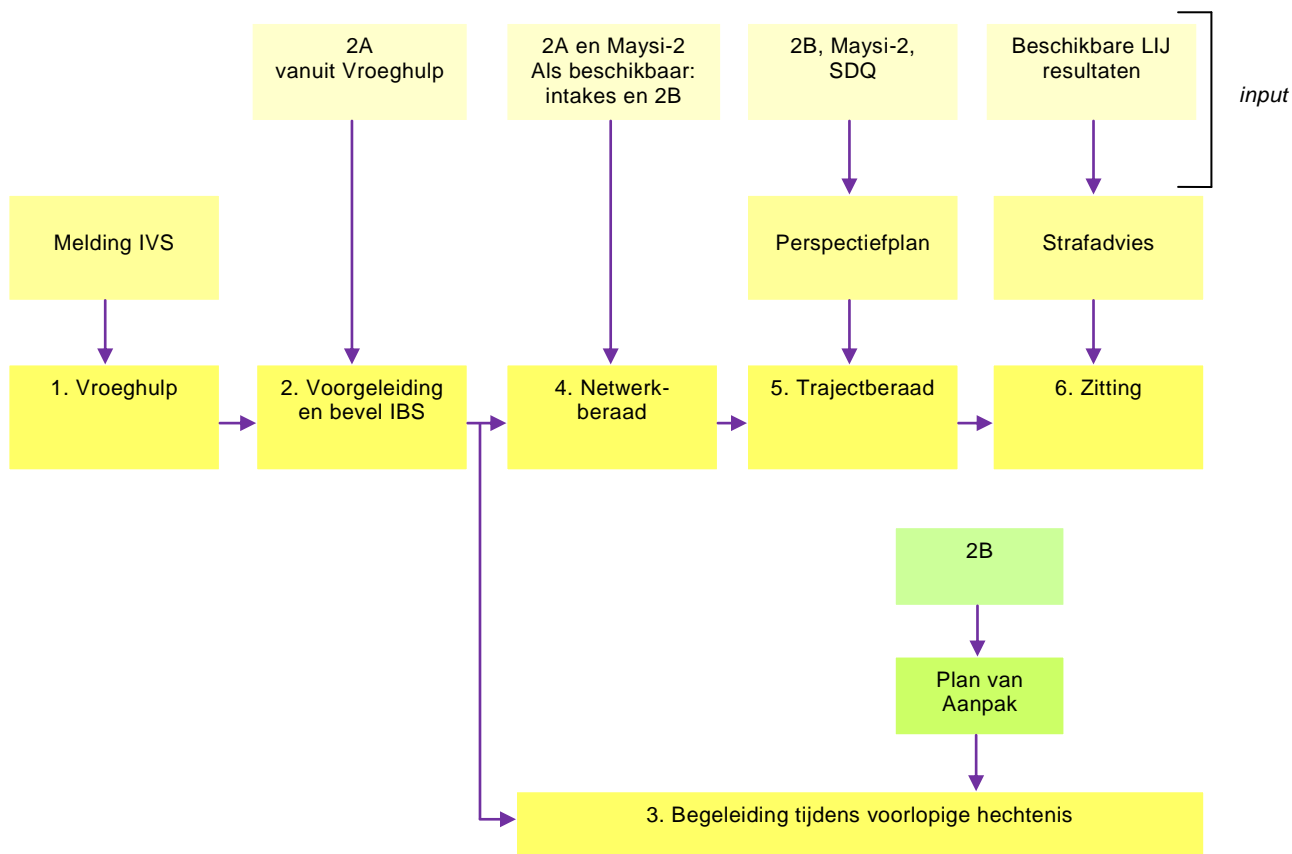 2A
vanuit Vroeghulp
2A en Maysi-2
Als beschikbaar:
intakes en 2B
2B, Maysi-2,
SDQ
Beschikbare LIJ
resultaten
input
Melding IVS
Perspectiefplan
Strafadvies
1. Vroeghulp
2. Voorgeleiding
en bevel IBS
4. Netwerk-
beraad
5. Trajectberaad
6. Zitting
2B
Plan van
Aanpak
3. Begeleiding tijdens voorlopige hechtenis